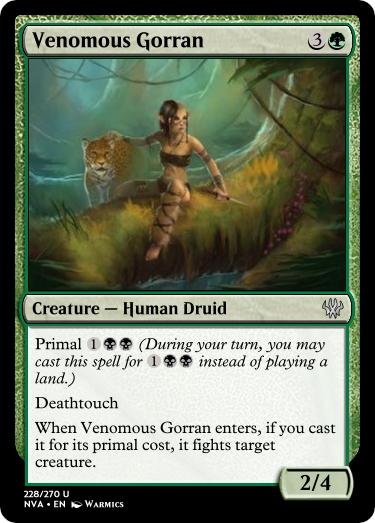 Venomous Gorran 3
Creature — Human Druid
Primal 1 (During your turn, you may
cast this spell for 1 instead of playing a
land.)
Deathtouch
When Venomous Gorran enters, if you cast
it for its primal cost, it fights target
creature.
2/4
228/270 U
NVA • EN Warmics